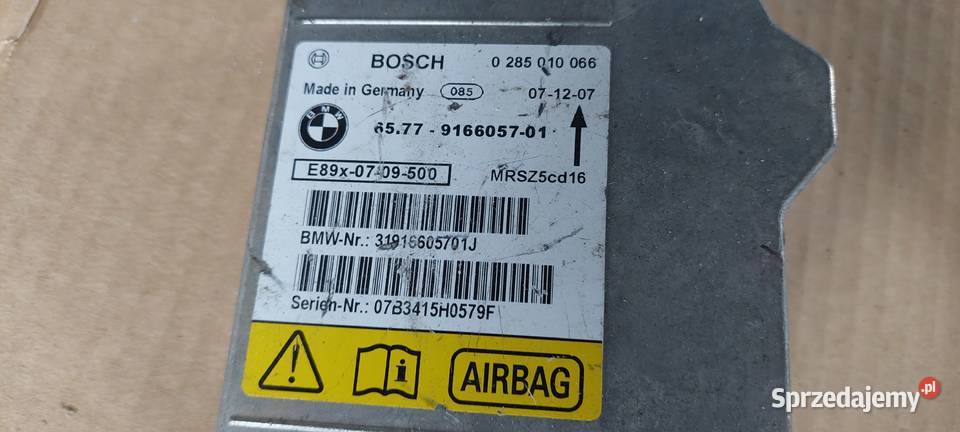 BOSCH 0 285 010 066
Made in Germany 085 07-12-07
BMW 65.77 - 9166057-01
E89x-07-09-500 MRSZ5cd16
BMW-Nr.: 31916605701J
Serien-Nr.: 07B3415H0579F
AIRBAG
Sprzedajemy.pl